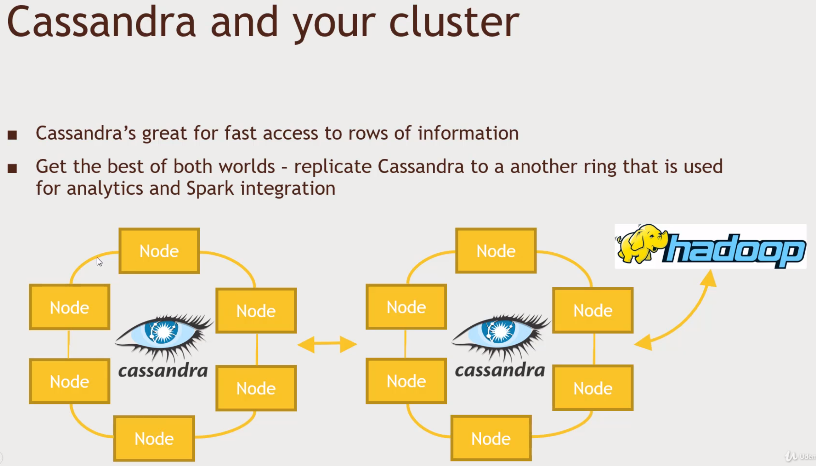 Cassandra and your cluster
▪ Cassandra's great for fast access to rows of information
▪ Get the best of both worlds – replicate Cassandra to a another ring that is used
for analytics and Spark integration
Node
Node
Node
Node
Node
Node
cassandra
Node
Node
Node
Node
Node
Node
cassandra
hadoop